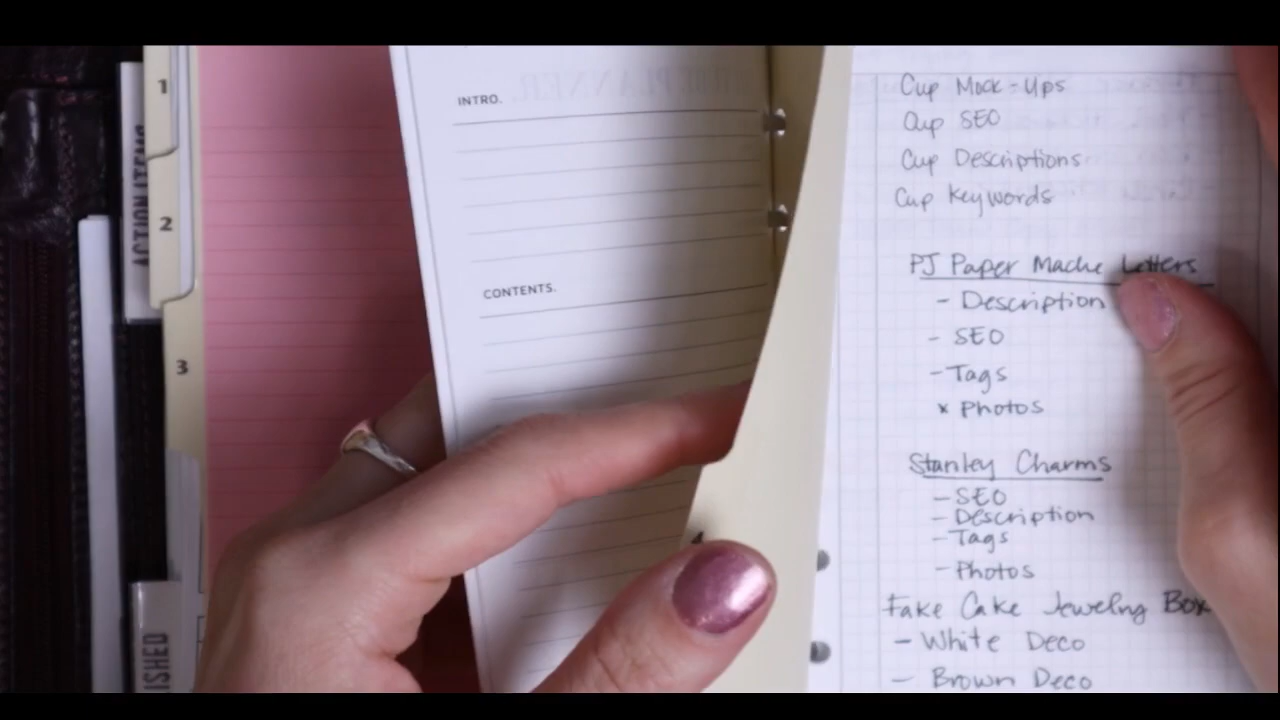 1
ACTION ITEMS
2
3
ISHED
INTRO.
CONTENTS.
4
Cup Mock-Ups
Cup SEO
Cup Descriptions
Cup Keywords
PJ Paper Mache Letters
- Description
- SEO
- Tags
x Photos
Stanley Charms
- SEO
- Description
- Tags
- Photos
Fake Cake Jewelry Box
- White Deco
- Brown Deco